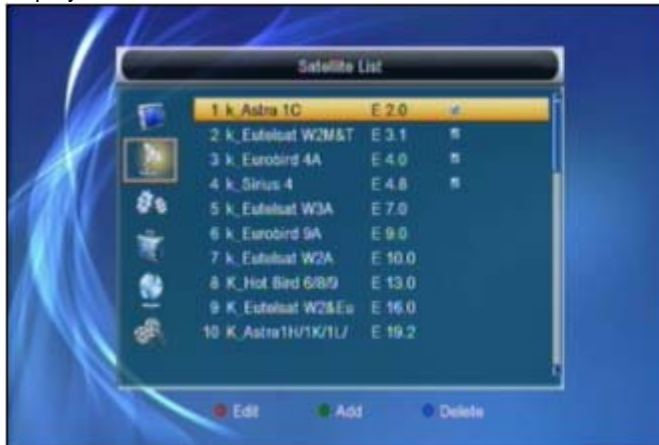 Satellite List
1 k_Astra 1C E 2.0
2 k_Eutelsat W2M&T E 3.1
3 k_Eurobird 4A E 4.0
4 k_Sirius 4 E 4.8
5 k_Eutelsat W3A E 7.0
6 k_Eurobird 9A E 9.0
7 k_Eutelsat W2A E 10.0
8 K_Hot Bird 6/8/9 E 13.0
9 K_Eutelsat W2&Eu E 16.0
10 K_Astra1H/1K/1L/ E 19.2
Edit Add Delete